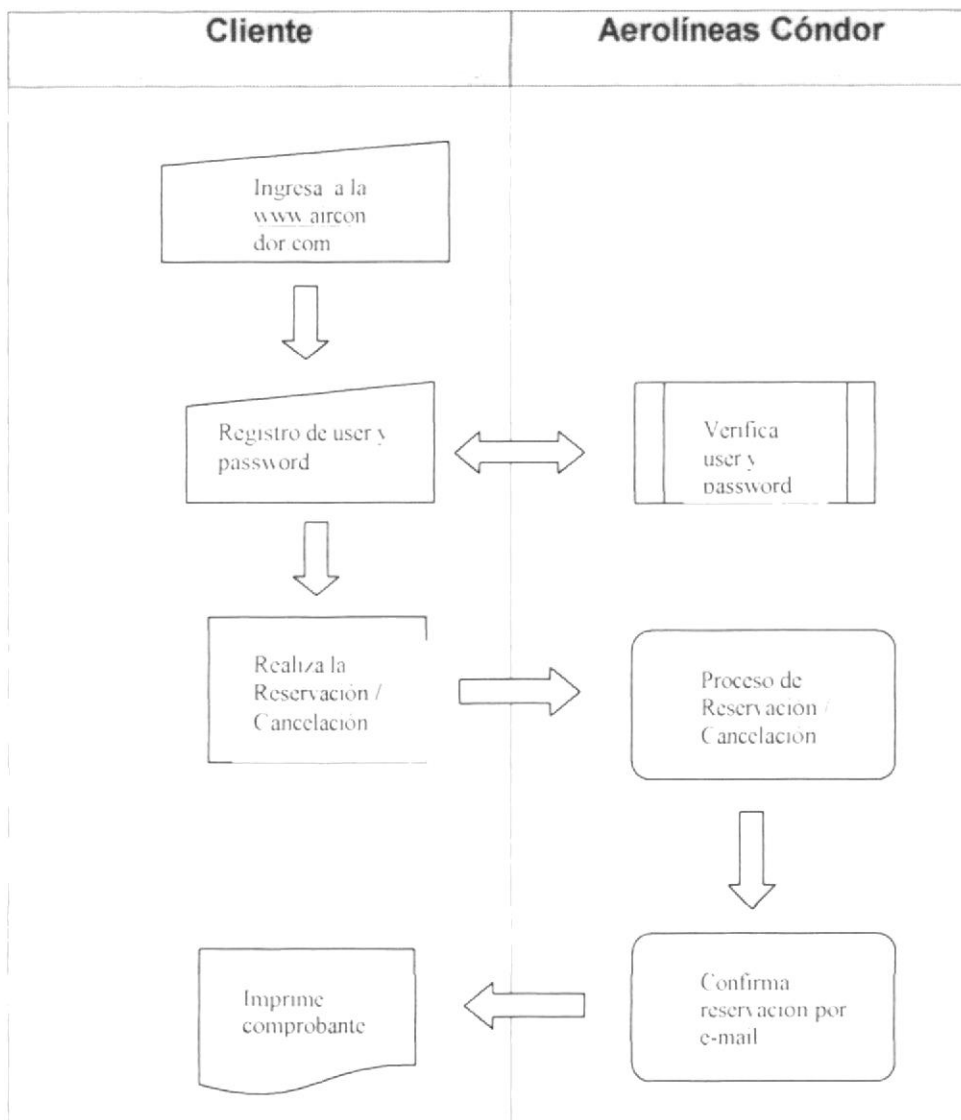 Cliente
Aerolíneas Cóndor
Ingresa a la
www.aircon
dor.com
Registro de user y
password
Verifica
user y
password
Realiza la
Reservación /
Cancelación
Proceso de
Reservación /
Cancelación
Imprime
comprobante
Confirma
reservacion por
e-mail